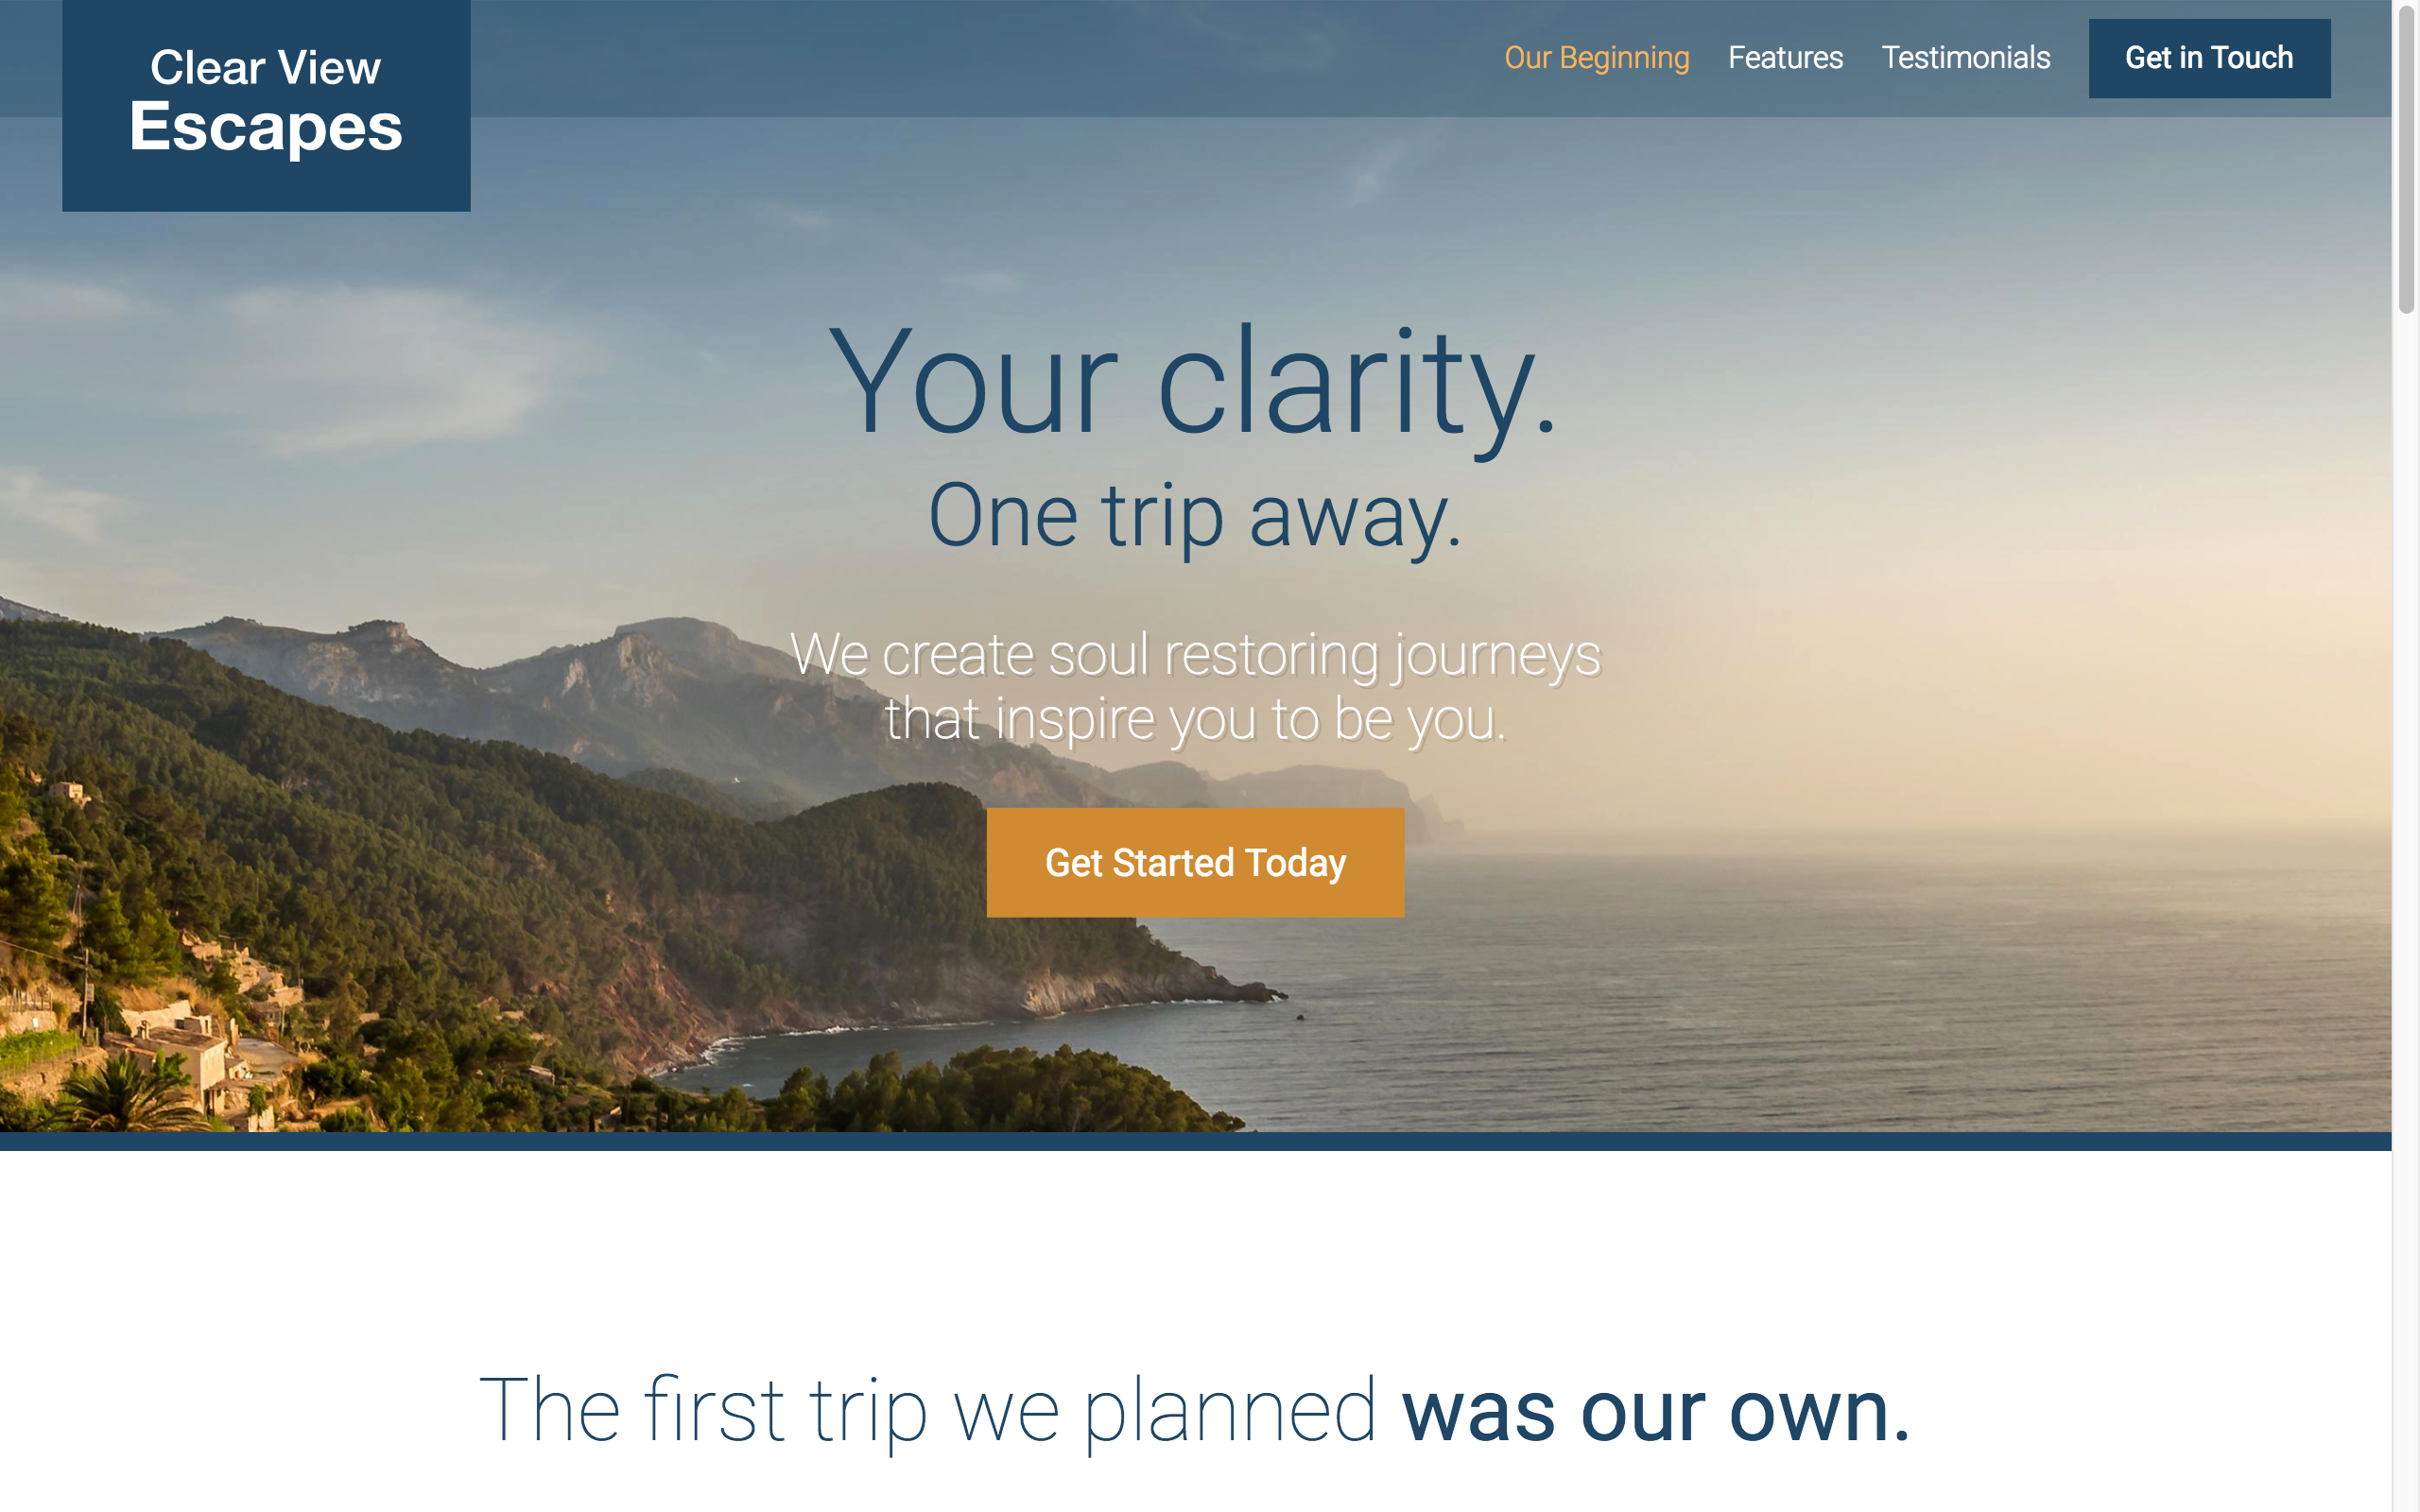 Clear View
Escapes
Our Beginning
Features
Testimonials
Get in Touch
Your clarity.
One trip away.
We create soul restoring journeys
that inspire you to be you.
Get Started Today
The first trip we planned was our own.